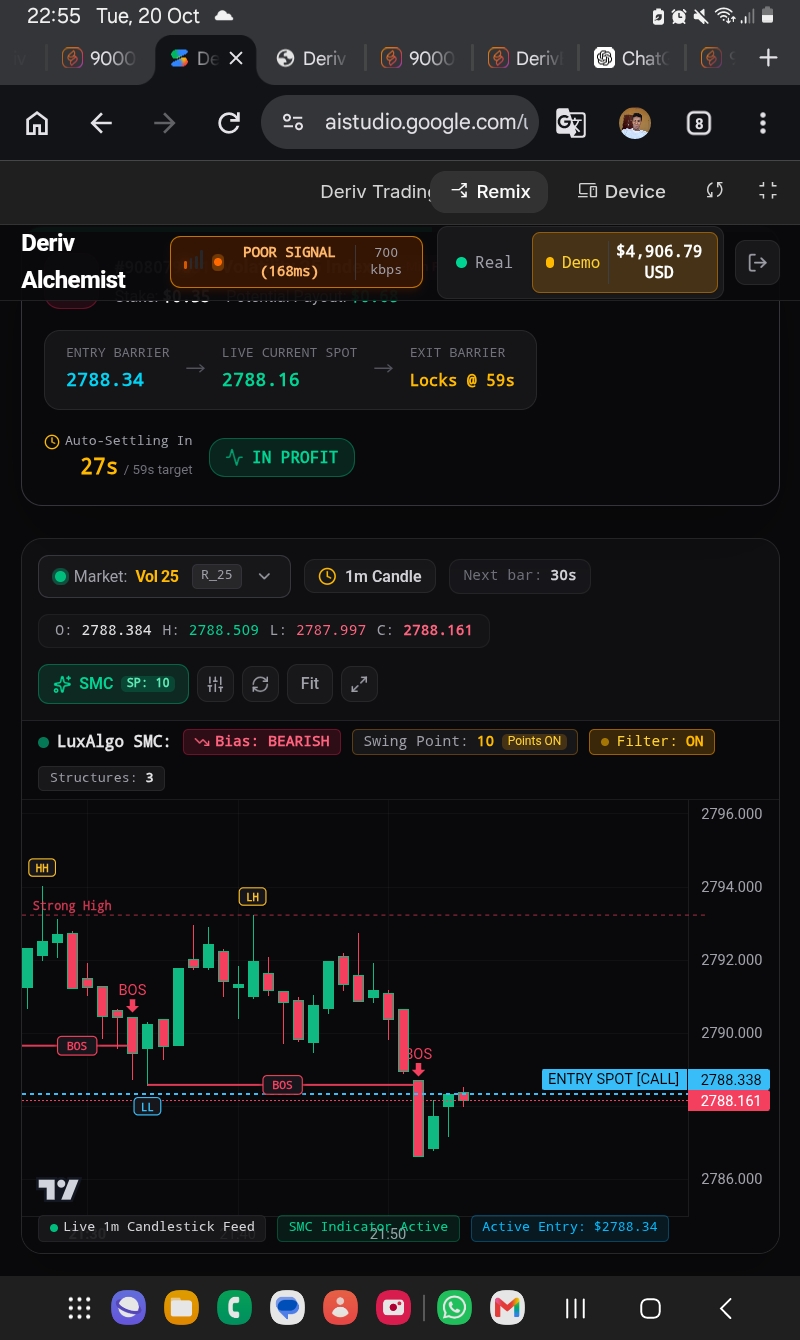 22:55 Tue, 20 Oct
9000
De
Deriv
9000
Deriv
ChatG
aistudio.google.com/u
8
Deriv Trading
Remix
Device
Deriv
Alchemist
POOR SIGNAL
(168ms)
700
kbps
Real
Demo
$4,906.79
USD
ENTRY BARRIER
2788.34
LIVE CURRENT SPOT
2788.16
EXIT BARRIER
Locks @ 59s
Auto-Settling In
27s / 59s target
IN PROFIT
Market: Vol 25 R_25
1m Candle
Next bar: 30s
O: 2788.384 H: 2788.509 L: 2787.997 C: 2788.161
SMC SP: 10
Fit
LuxAlgo SMC:
Bias: BEARISH
Swing Point: 10 Points ON
Filter: ON
Structures: 3
2796.000
HH
2794.000
LH
Strong High
2792.000
BOS
2790.000
BOS
BOS
BOS
ENTRY SPOT [CALL] 2788.338
2788.161
LL
2786.000
Live 1m Candlestick Feed
SMC Indicator Active
Active Entry: $2788.34
21:30
21:40
21:50